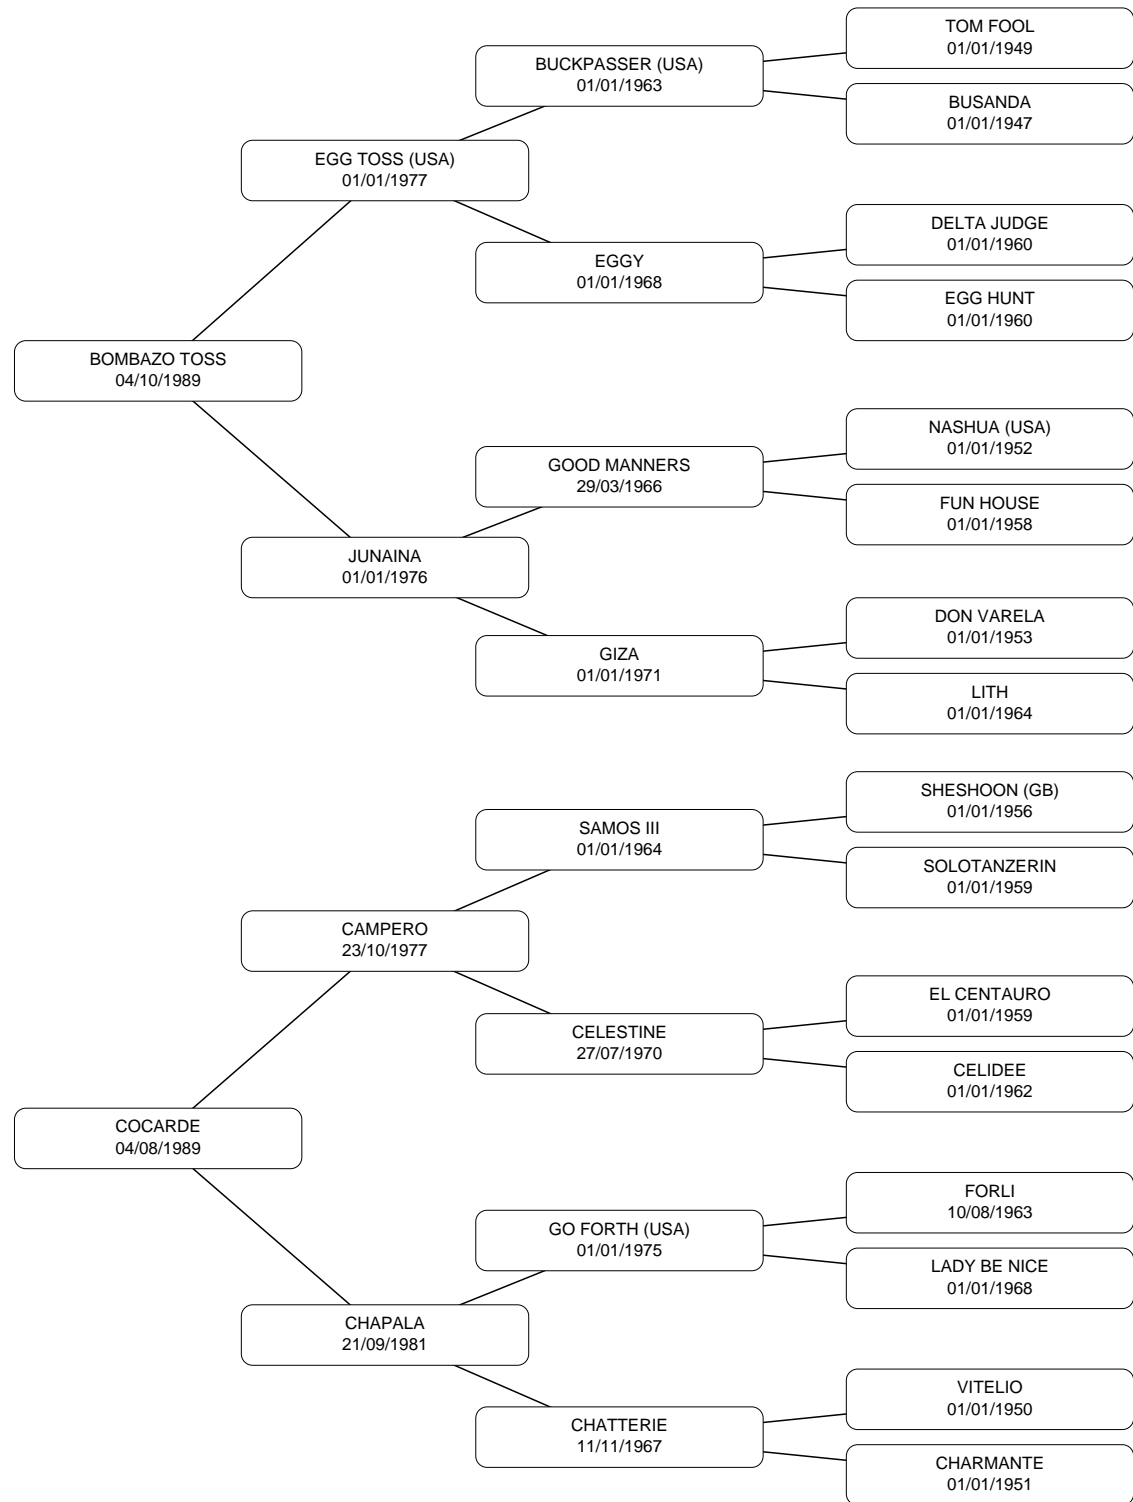 TOM FOOL
01/01/1949
BUCKPASSER (USA)
01/01/1963
BUSANDA
01/01/1947
EGG TOSS (USA)
01/01/1977
DELTA JUDGE
01/01/1960
EGGY
01/01/1968
EGG HUNT
01/01/1960
BOMBAZO TOSS
04/10/1989
NASHUA (USA)
01/01/1952
GOOD MANNERS
29/03/1966
FUN HOUSE
01/01/1958
JUNAINA
01/01/1976
DON VARELA
01/01/1953
GIZA
01/01/1971
LITH
01/01/1964
SHESHOON (GB)
01/01/1956
SAMOS III
01/01/1964
SOLOTANZERIN
01/01/1959
CAMPERO
23/10/1977
EL CENTAURO
01/01/1959
CELESTINE
27/07/1970
CELIDEE
01/01/1962
COCARDE
04/08/1989
FORLI
10/08/1963
GO FORTH (USA)
01/01/1975
LADY BE NICE
01/01/1968
CHAPALA
21/09/1981
VITELIO
01/01/1950
CHATTERIE
11/11/1967
CHARMANTE
01/01/1951